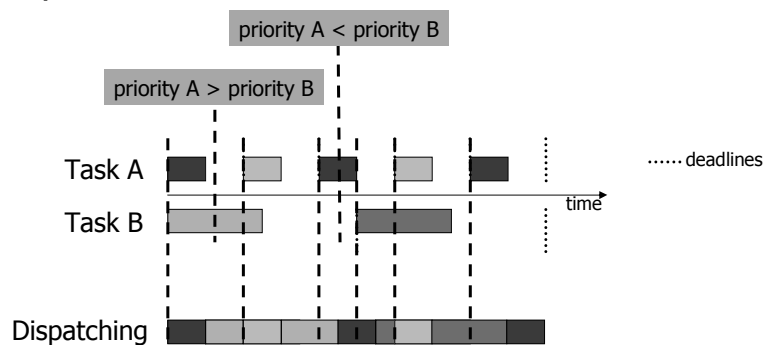 priority A < priority B
priority A > priority B
Task A
deadlines
time
Task B
Dispatching